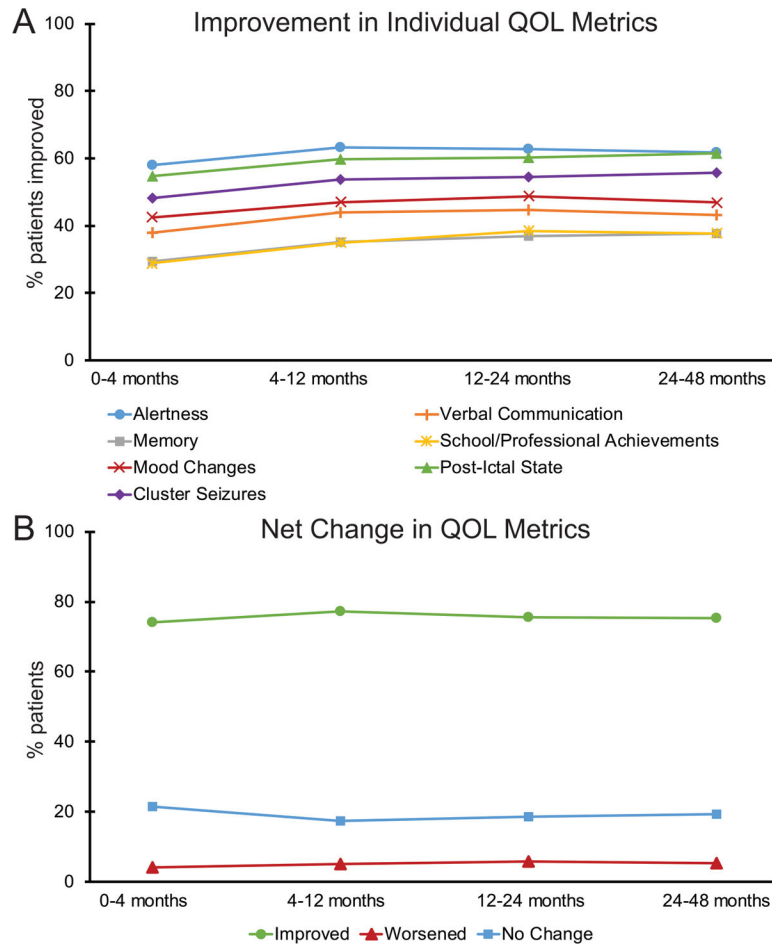 A
Improvement in Individual QOL Metrics
% patients improved
100
80
60
40
20
0
0-4 months
4-12 months
12-24 months
24-48 months
Alertness
Verbal Communication
Memory
School/Professional Achievements
Mood Changes
Post-Ictal State
Cluster Seizures
B
Net Change in QOL Metrics
% patients
100
80
60
40
20
0
0-4 months
4-12 months
12-24 months
24-48 months
Improved
Worsened
No Change